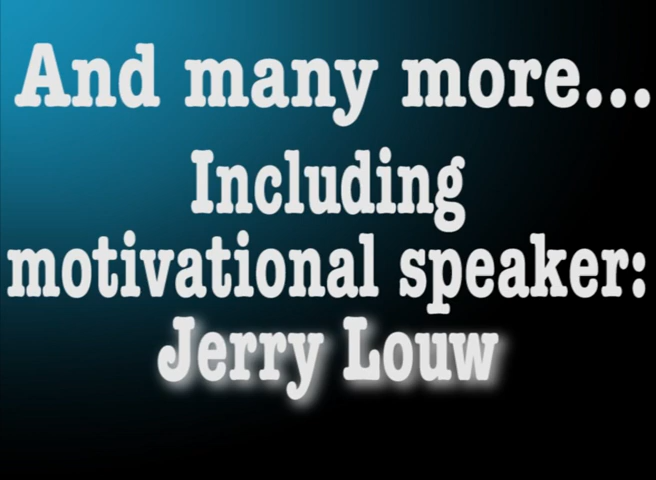 And many more...
Including
motivational speaker:
Jerry Louw